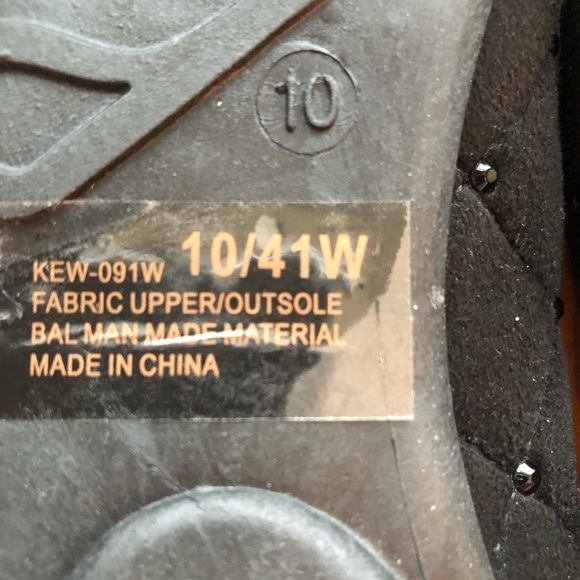 10
KEW-091W 10/41W
FABRIC UPPER/OUTSOLE
BAL MAN MADE MATERIAL
MADE IN CHINA